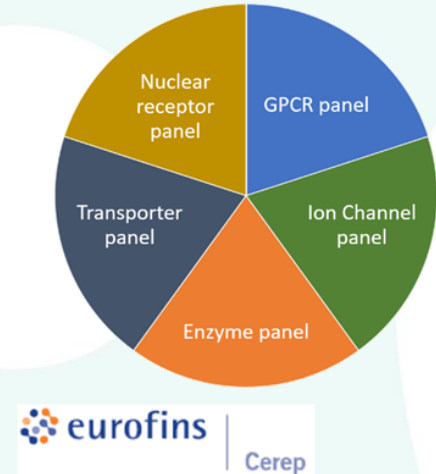 Nuclear
receptor
panel
GPCR panel
Transporter
panel
Ion Channel
panel
Enzyme panel
eurofins
Cerep